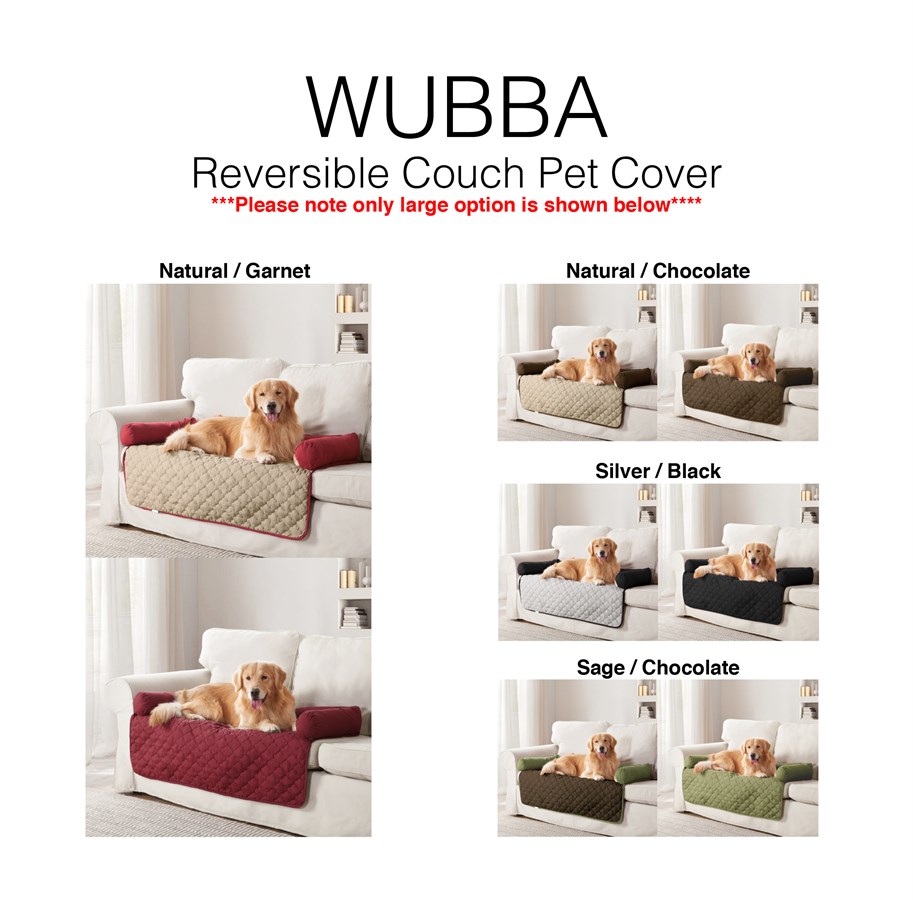 WUBBA
Reversible Couch Pet Cover
***Please note only large option is shown below****
Natural / Garnet
Natural / Chocolate
Silver / Black
Sage / Chocolate